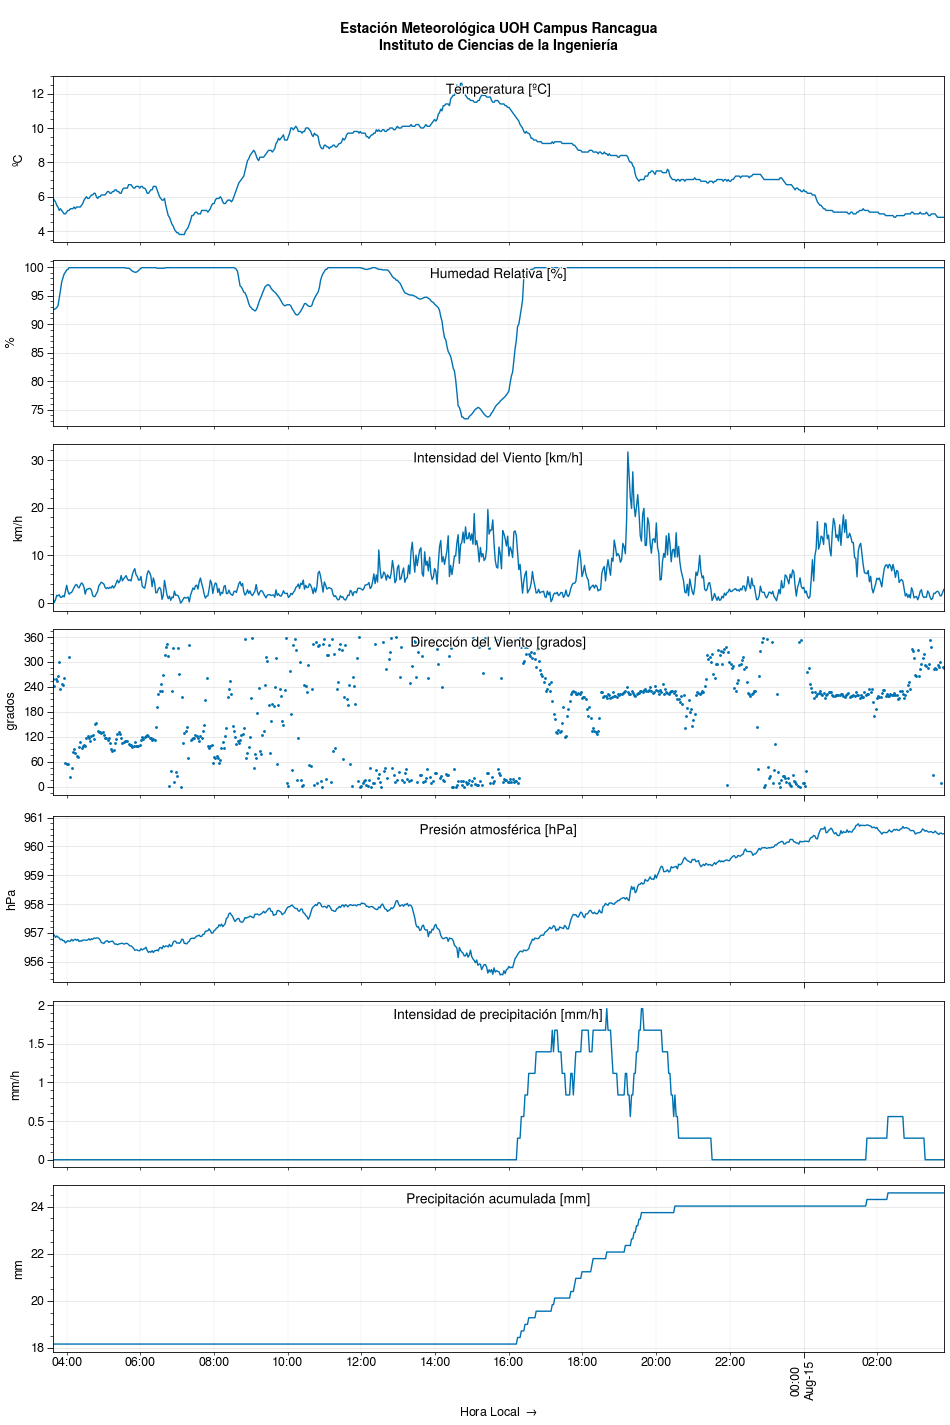 Estación Meteorológica UOH Campus Rancagua
Instituto de Ciencias de la Ingeniería
Temperatura [ºC]
12
10
8
6
4
ºC
Humedad Relativa [%]
100
95
90
85
80
75
%
Intensidad del Viento [km/h]
30
20
10
0
km/h
Dirección del Viento [grados]
360
300
240
180
120
60
0
grados
Presión atmosférica [hPa]
961
960
959
958
957
956
hPa
Intensidad de precipitación [mm/h]
2
1.5
1
0.5
0
mm/h
Precipitación acumulada [mm]
24
22
20
18
mm
04:00 06:00 08:00 10:00 12:00 14:00 16:00 18:00 20:00 22:00 00:00 02:00
Aug-15
Hora Local →